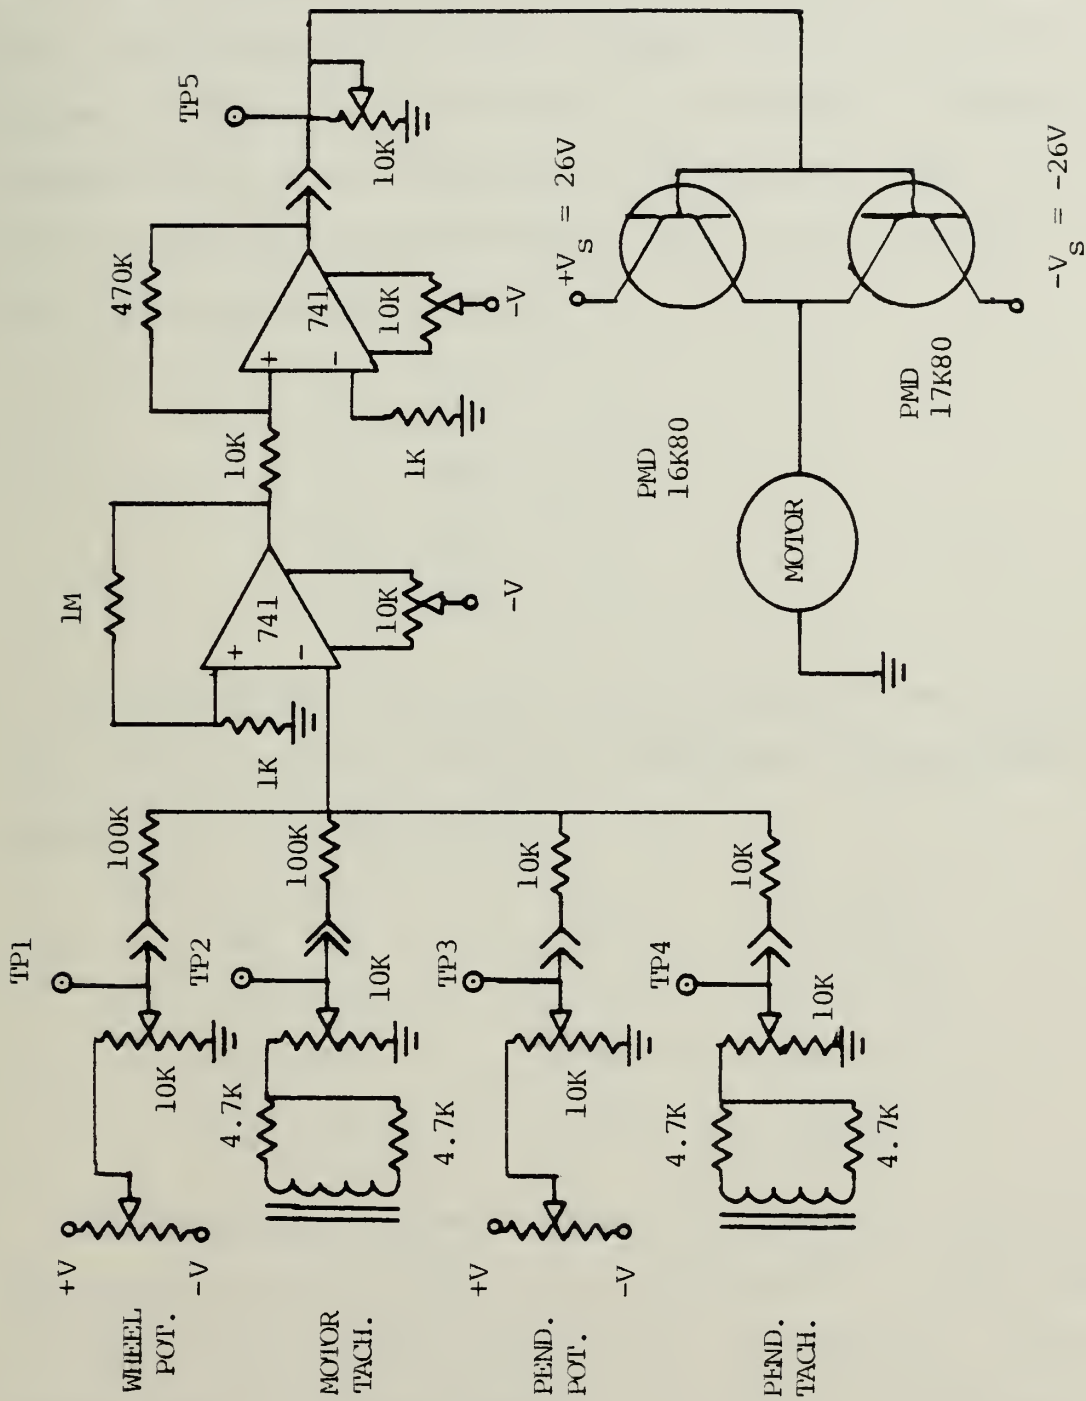 WHEEL
POT.
+V
-V
10K
TP1
100K
MOTOR
TACH.
4.7K
4.7K
10K
TP2
100K
PEND.
POT.
+V
-V
10K
TP3
10K
PEND.
TACH.
4.7K
4.7K
10K
TP4
10K
1K
1M
+
741
-
10K
-V
10K
470K
+
741
-
10K
-V
1K
TP5
10K
+Vs = 26V
PMD
16K80
PMD
17K80
-Vs = -26V
MOTOR